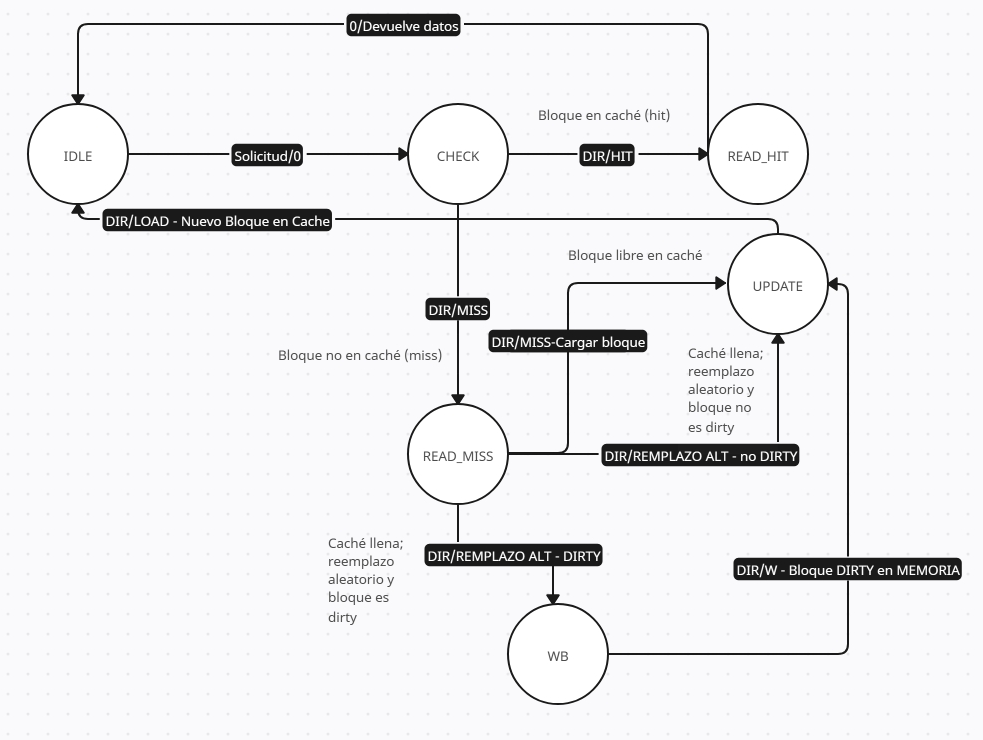 0/Devuelve datos
Bloque en caché (hit)
IDLE
Solicitud/0
CHECK
DIR/HIT
READ_HIT
DIR/LOAD - Nuevo Bloque en Cache
Bloque libre en caché
UPDATE
DIR/MISS
DIR/MISS-Cargar bloque
Bloque no en caché (miss)
Caché llena;
reemplazo
aleatorio y
bloque no
es dirty
READ_MISS
DIR/REMPLAZO ALT - no DIRTY
Caché llena;
reemplazo
aleatorio y
bloque es
dirty
DIR/REMPLAZO ALT - DIRTY
DIR/W - Bloque DIRTY en MEMORIA
WB